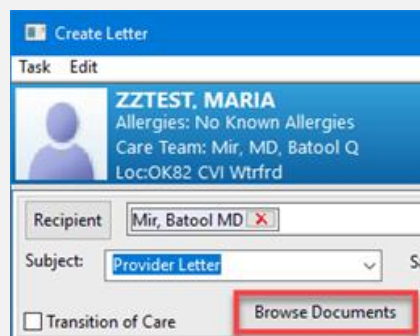 Create Letter
Task Edit
ZZTEST, MARIA
Allergies: No Known Allergies
Care Team: Mir, MD, Batool Q
Loc:OK82 CVI Wtrfrd
Recipient Mir, Batool MD
Subject: Provider Letter
Transition of Care Browse Documents